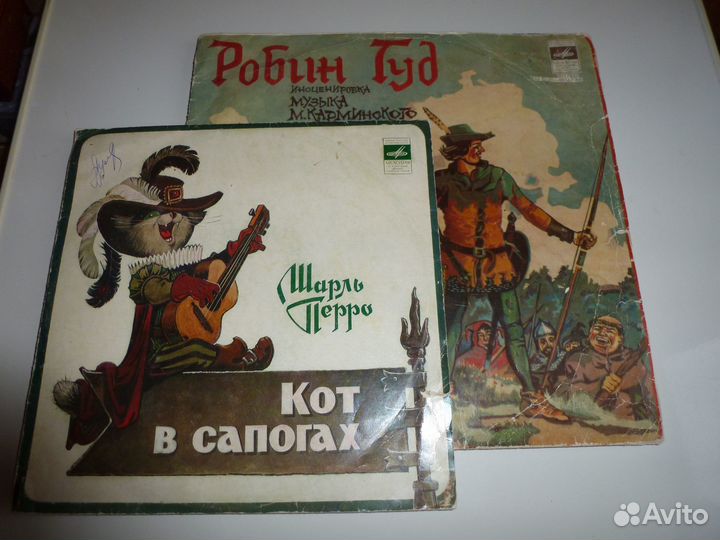 Робин Гуд
инсценировка
музыка
М. Карминского
Шарль
Перро
Кот
в сапогах
Avito